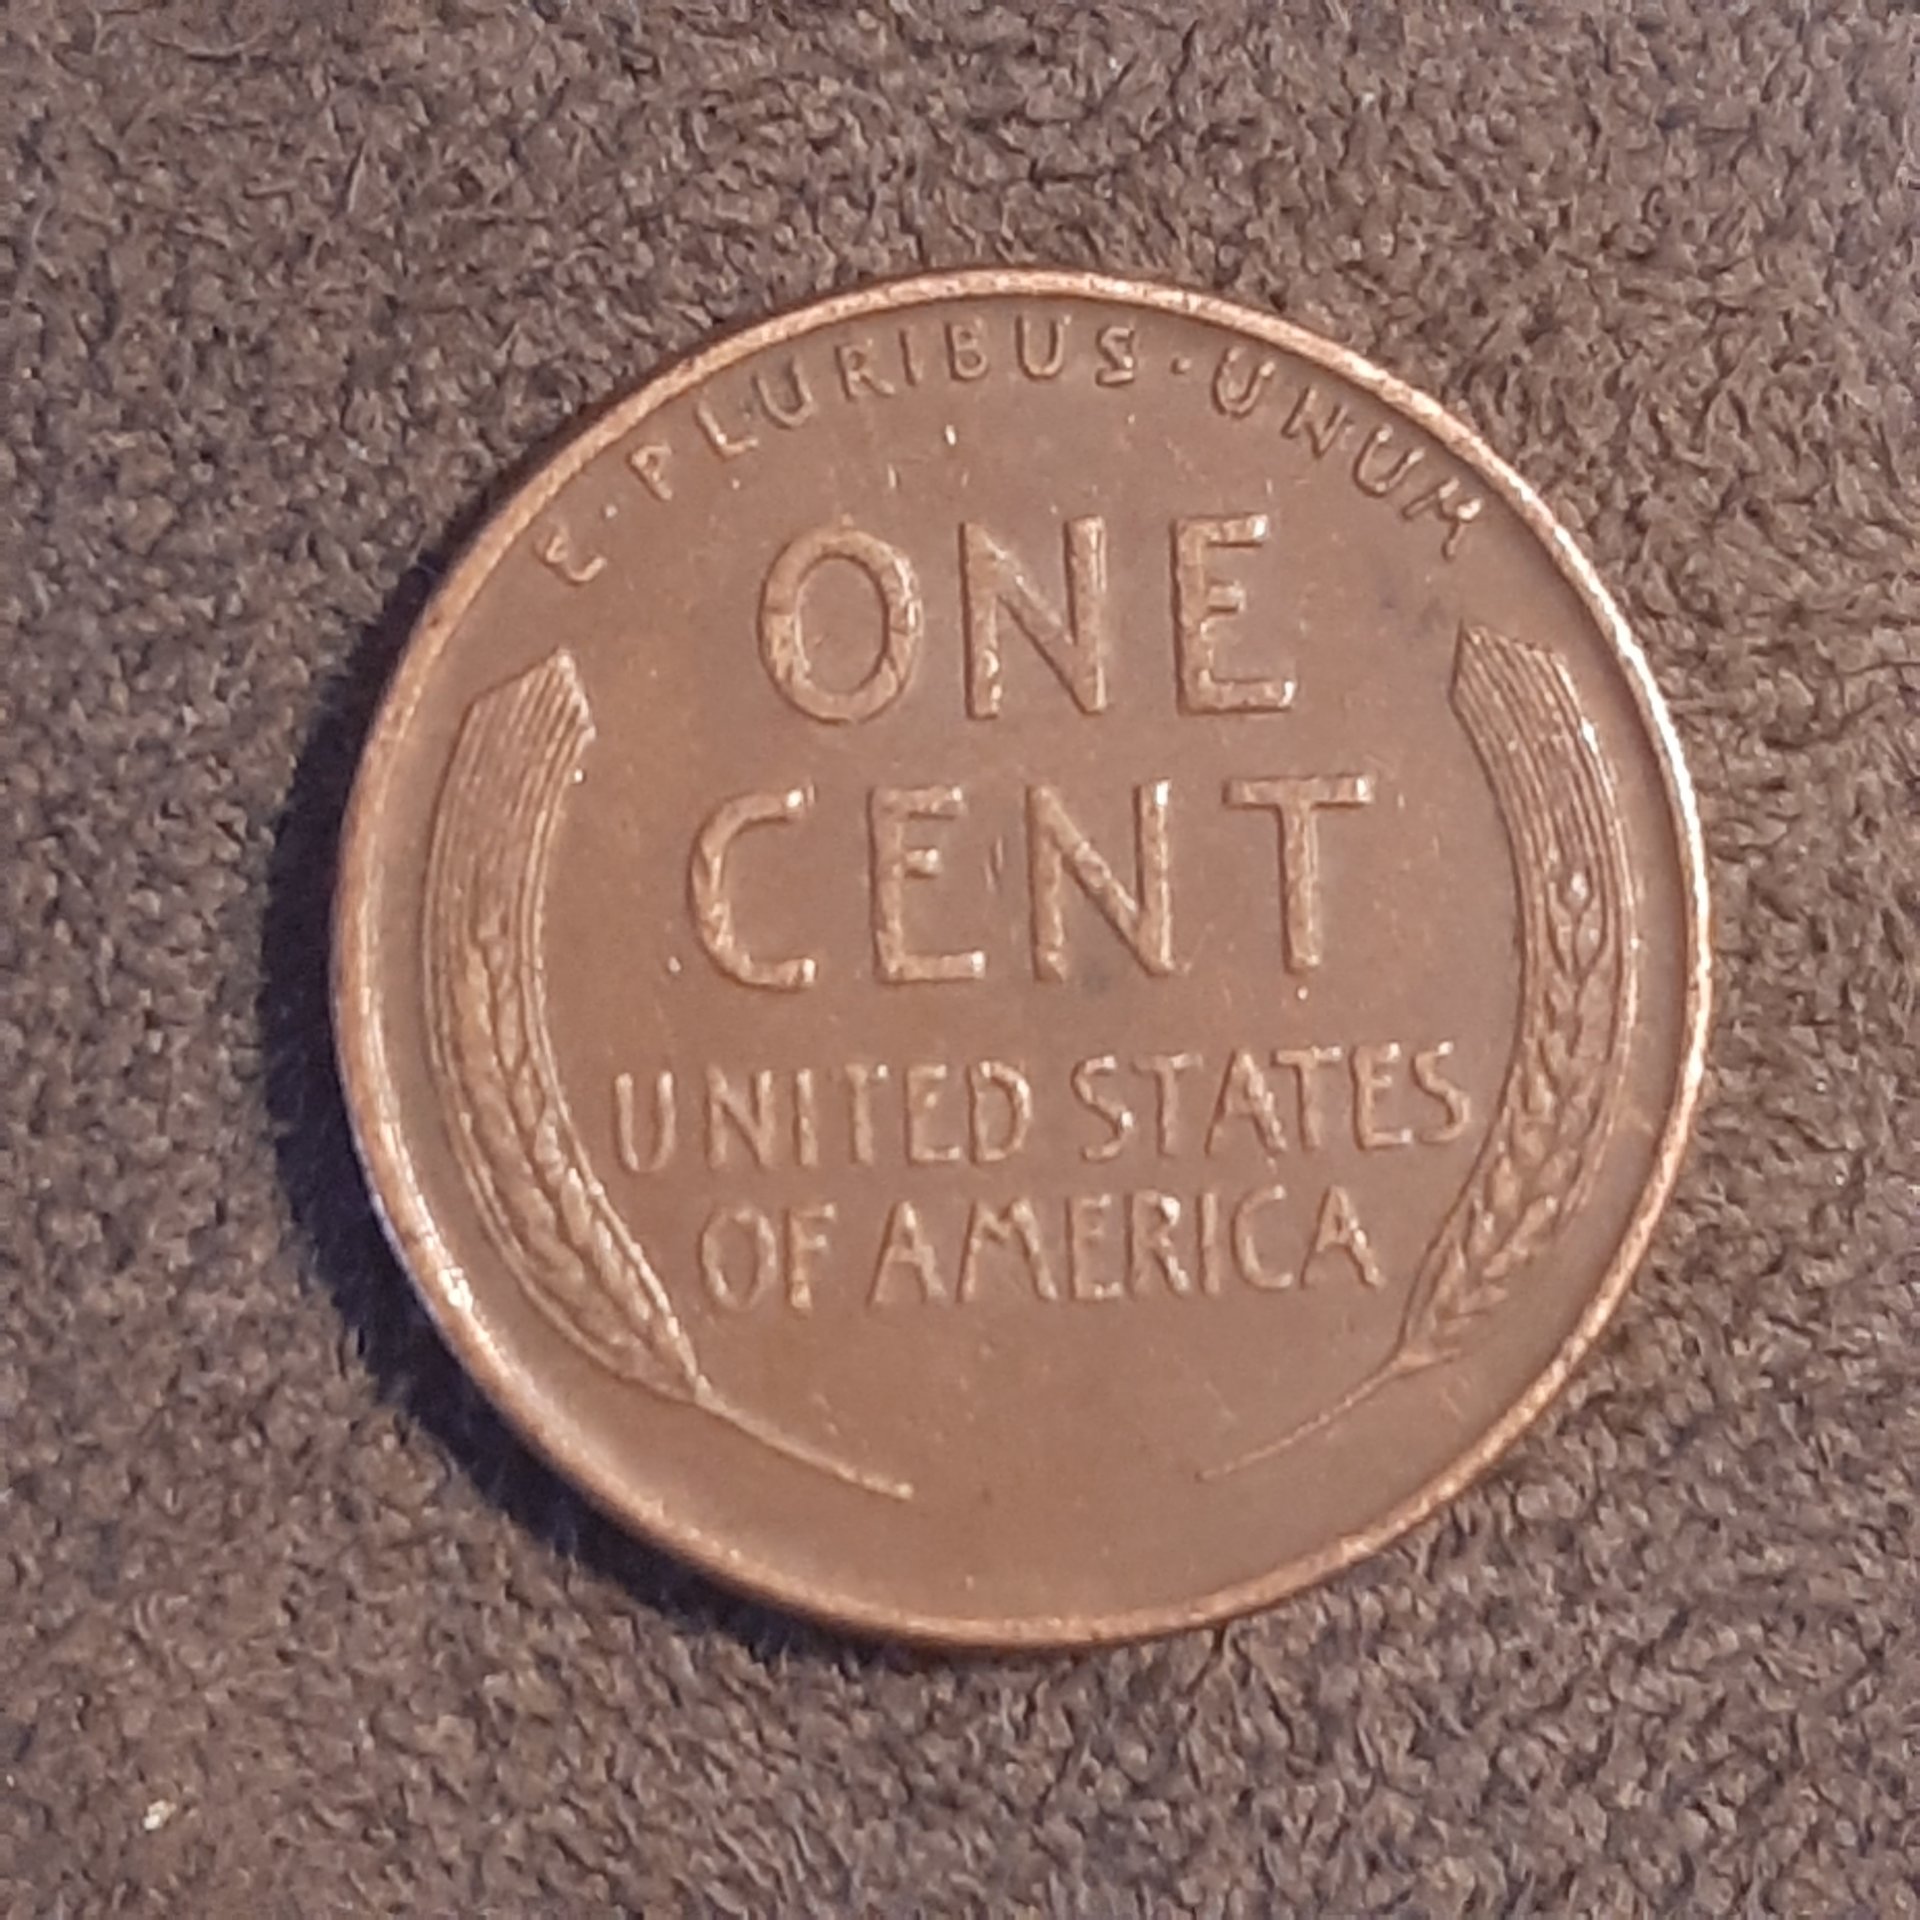 E·PLURIBUS·UNUM
ONE
CENT
UNITED STATES
OF AMERICA